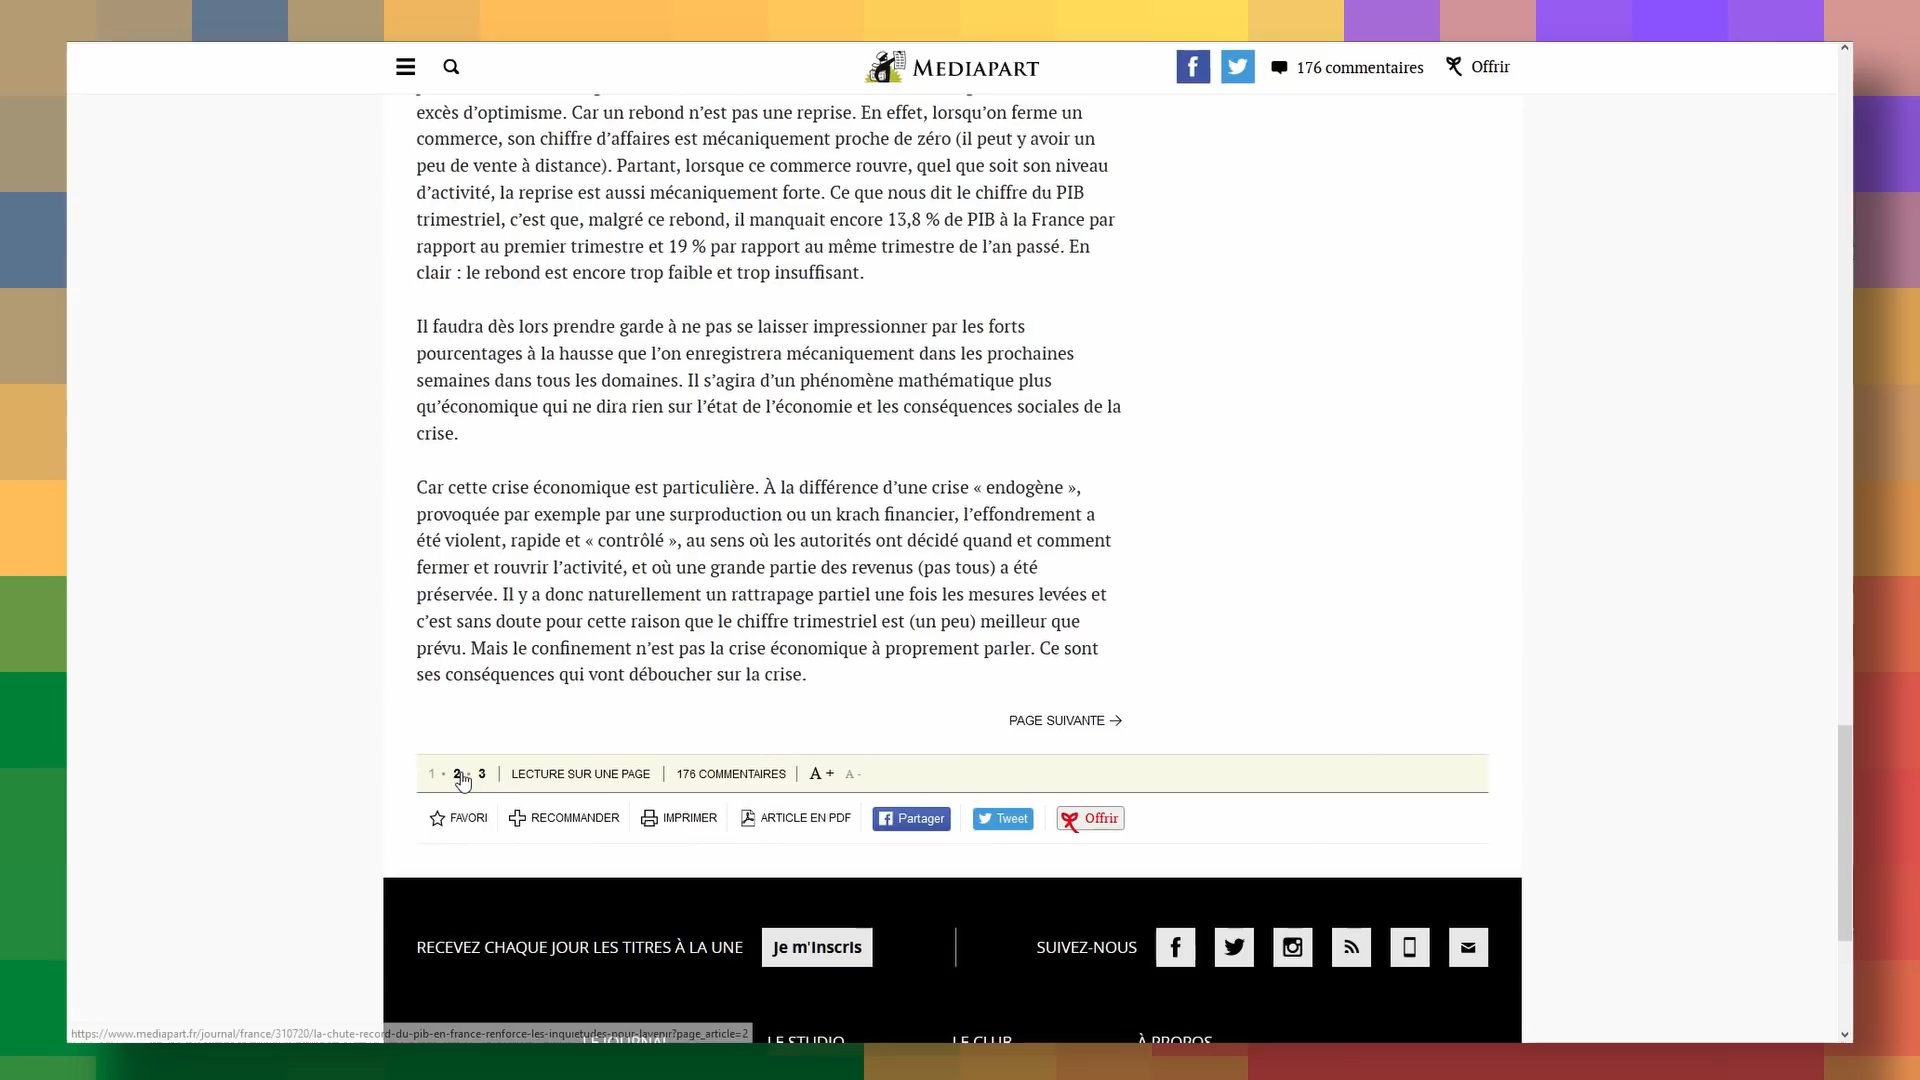 MEDIAPART
176 commentaires
Offrir
excès d’optimisme. Car un rebond n’est pas une reprise. En effet, lorsqu’on ferme un
commerce, son chiffre d’affaires est mécaniquement proche de zéro (il peut y avoir un
peu de vente à distance). Partant, lorsque ce commerce rouvre, quel que soit son niveau
d’activité, la reprise est aussi mécaniquement forte. Ce que nous dit le chiffre du PIB
trimestriel, c’est que, malgré ce rebond, il manquait encore 13,8 % de PIB à la France par
rapport au premier trimestre et 19 % par rapport au même trimestre de l’an passé. En
clair : le rebond est encore trop faible et trop insuffisant.
Il faudra dès lors prendre garde à ne pas se laisser impressionner par les forts
pourcentages à la hausse que l’on enregistrera mécaniquement dans les prochaines
semaines dans tous les domaines. Il s’agira d’un phénomène mathématique plus
qu’économique qui ne dira rien sur l’état de l’économie et les conséquences sociales de la
crise.
Car cette crise économique est particulière. À la différence d’une crise « endogène »,
provoquée par exemple par une surproduction ou un krach financier, l’effondrement a
été violent, rapide et « contrôlé », au sens où les autorités ont décidé quand et comment
fermer et rouvrir l’activité, et où une grande partie des revenus (pas tous) a été
préservée. Il y a donc naturellement un rattrapage partiel une fois les mesures levées et
c’est sans doute pour cette raison que le chiffre trimestriel est (un peu) meilleur que
prévu. Mais le confinement n’est pas la crise économique à proprement parler. Ce sont
ses conséquences qui vont déboucher sur la crise.
PAGE SUIVANTE →
1 • 2 • 3 | LECTURE SUR UNE PAGE | 176 COMMENTAIRES | A + A -
FAVORI RECOMMANDER IMPRIMER ARTICLE EN PDF Partager Tweet Offrir
RECEVEZ CHAQUE JOUR LES TITRES À LA UNE Je m'inscris SUIVEZ-NOUS
https://www.mediapart.fr/journal/france/310720/la-chute-record-du-pib-en-france-renforce-les-inquietudes-pour-lavenir?page_article=2
LE JOURNAL LE STUDIO LE CLUB À PROPOS